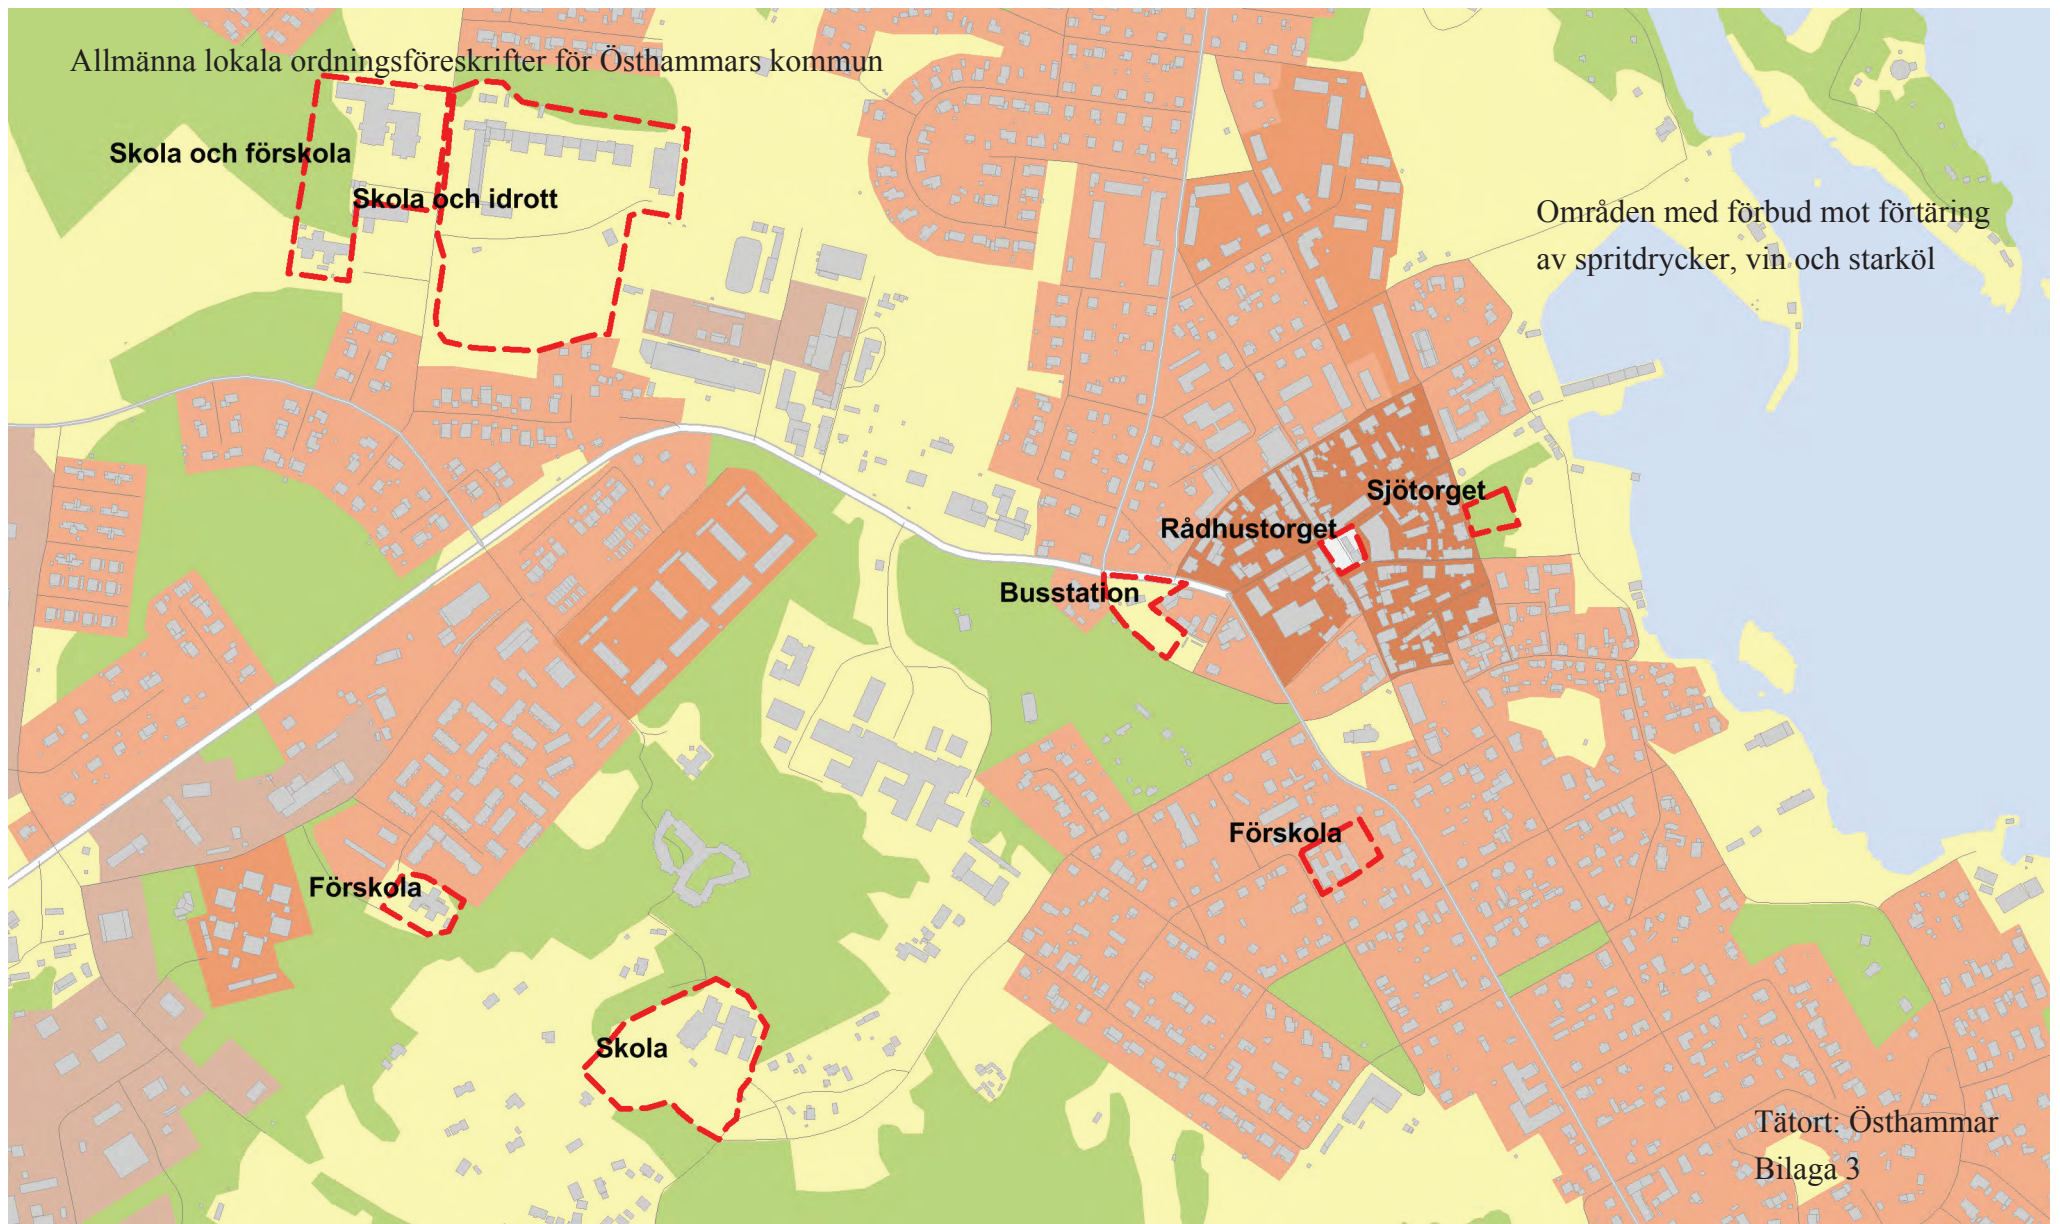 Allmänna lokala ordningsföreskrifter för Östhammars kommun
Skola och förskola
Skola och idrott
Områden med förbud mot förtäring
av spritdrycker, vin och starköl
Sjötorget
Rådhustorget
Busstation
Förskola
Förskola
Skola
Tätort: Östhammar
Bilaga 3